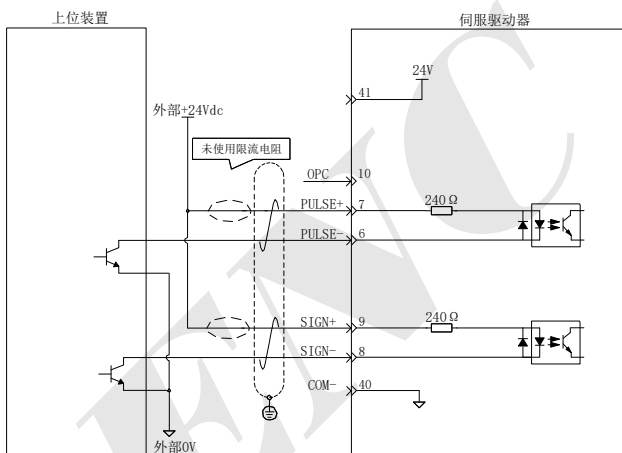 上位装置
伺服驱动器
24V
41
外部+24Vdc
未使用限流电阻
OPC
10
PULSE+
7
240Ω
PULSE-
6
SIGN+
9
240Ω
SIGN-
8
COM-
40
外部0V
ENC